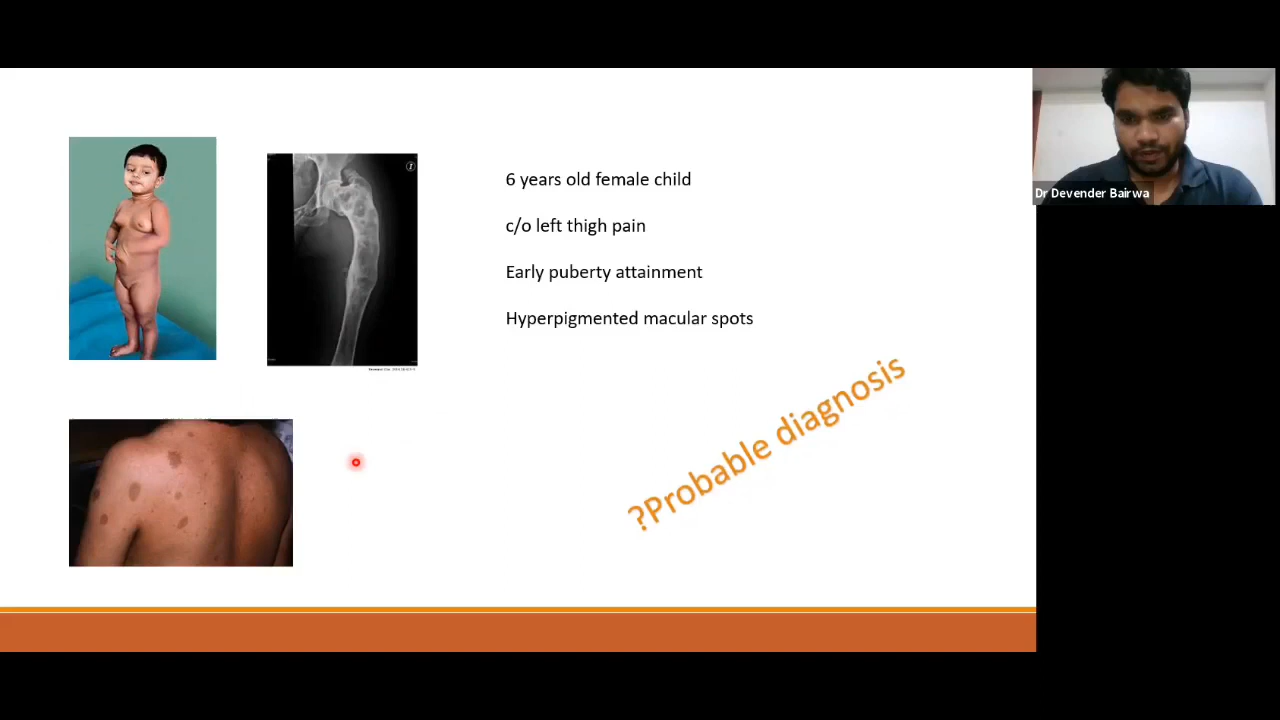 6 years old female child
c/o left thigh pain
Early puberty attainment
Hyperpigmented macular spots
?Probable diagnosis
Dr Devender Bairwa